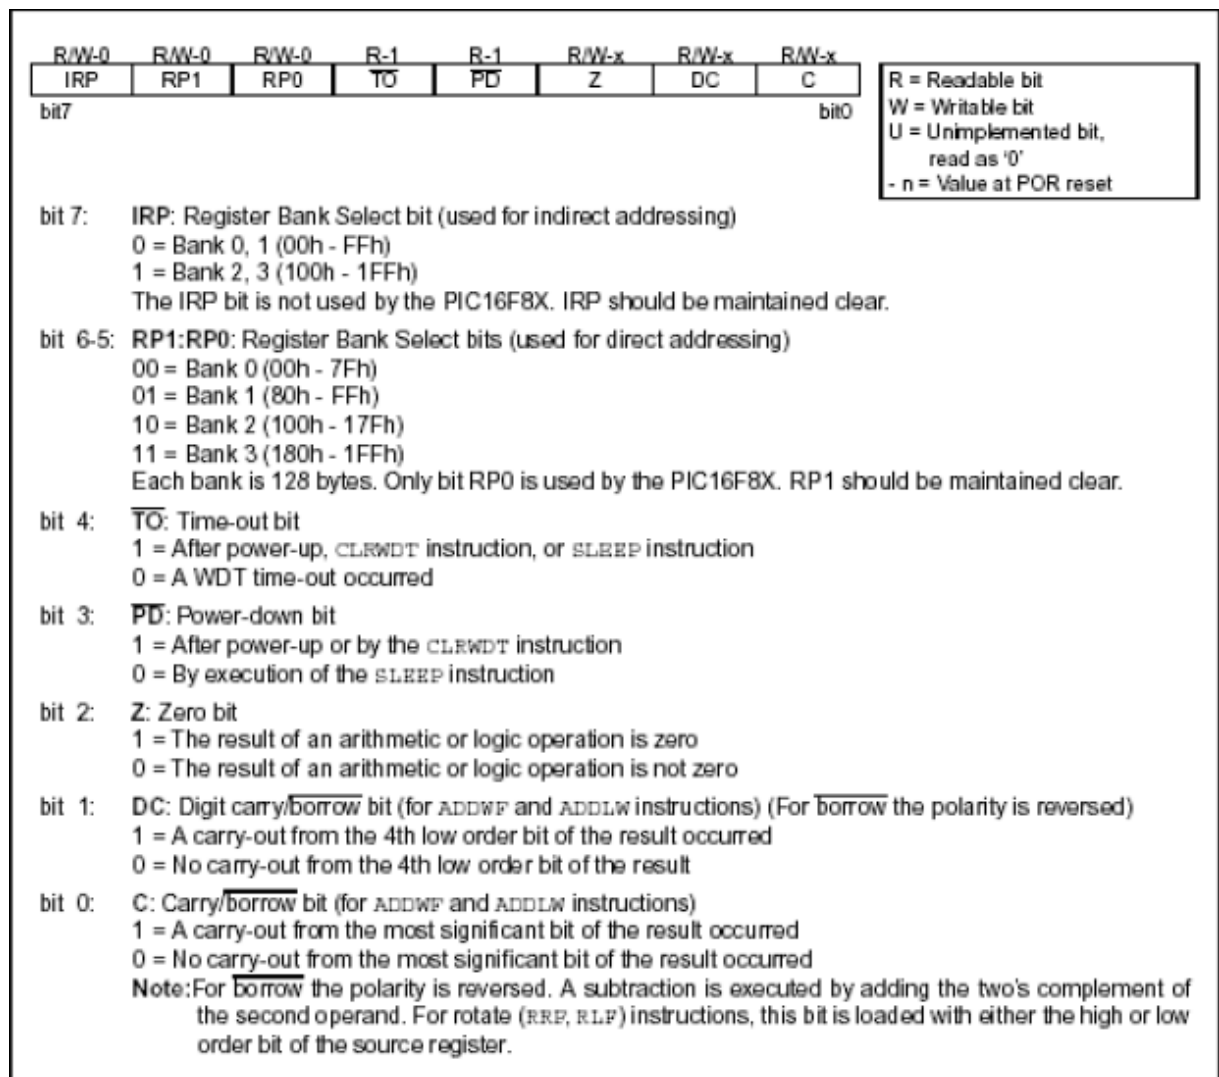 R/W-0 R/W-0 R/W-0 R-1 R-1 R/W-x R/W-x R/W-x
IRP RP1 RP0 T̅O̅ P̅D̅ Z DC C
bit7 bit0
R = Readable bit
W = Writable bit
U = Unimplemented bit,
read as '0'
- n = Value at POR reset
bit 7: IRP: Register Bank Select bit (used for indirect addressing)
0 = Bank 0, 1 (00h - FFh)
1 = Bank 2, 3 (100h - 1FFh)
The IRP bit is not used by the PIC16F8X. IRP should be maintained clear.
bit 6-5: RP1:RP0: Register Bank Select bits (used for direct addressing)
00 = Bank 0 (00h - 7Fh)
01 = Bank 1 (80h - FFh)
10 = Bank 2 (100h - 17Fh)
11 = Bank 3 (180h - 1FFh)
Each bank is 128 bytes. Only bit RP0 is used by the PIC16F8X. RP1 should be maintained clear.
bit 4: T̅O̅: Time-out bit
1 = After power-up, CLRWDT instruction, or SLEEP instruction
0 = A WDT time-out occurred
bit 3: P̅D̅: Power-down bit
1 = After power-up or by the CLRWDT instruction
0 = By execution of the SLEEP instruction
bit 2: Z: Zero bit
1 = The result of an arithmetic or logic operation is zero
0 = The result of an arithmetic or logic operation is not zero
bit 1: DC: Digit carry/b̅o̅r̅r̅o̅w̅ bit (for ADDWF and ADDLW instructions) (For b̅o̅r̅r̅o̅w̅ the polarity is reversed)
1 = A carry-out from the 4th low order bit of the result occurred
0 = No carry-out from the 4th low order bit of the result
bit 0: C: Carry/b̅o̅r̅r̅o̅w̅ bit (for ADDWF and ADDLW instructions)
1 = A carry-out from the most significant bit of the result occurred
0 = No carry-out from the most significant bit of the result occurred
Note:For b̅o̅r̅r̅o̅w̅ the polarity is reversed. A subtraction is executed by adding the two's complement of
the second operand. For rotate (RRF, RLF) instructions, this bit is loaded with either the high or low
order bit of the source register.